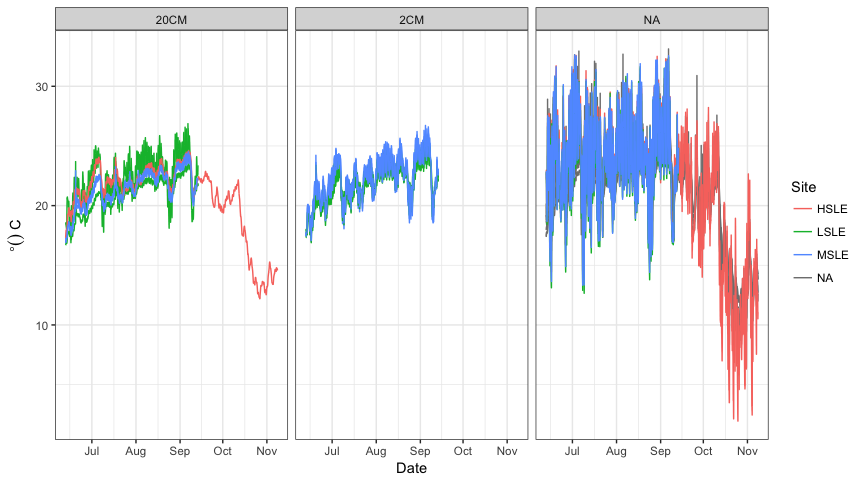 20CM 2CM NA
30
20
10
°() C
Jul Aug Sep Oct Nov Jul Aug Sep Oct Nov Jul Aug Sep Oct Nov
Date
Site
HSLE
LSLE
MSLE
NA